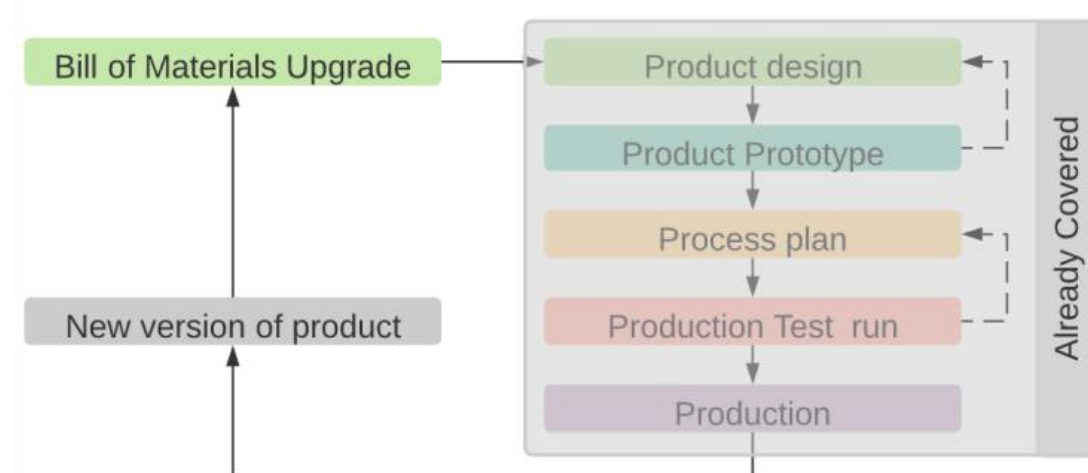 Bill of Materials Upgrade
New version of product
Product design
Product Prototype
Process plan
Production Test run
Production
Already Covered